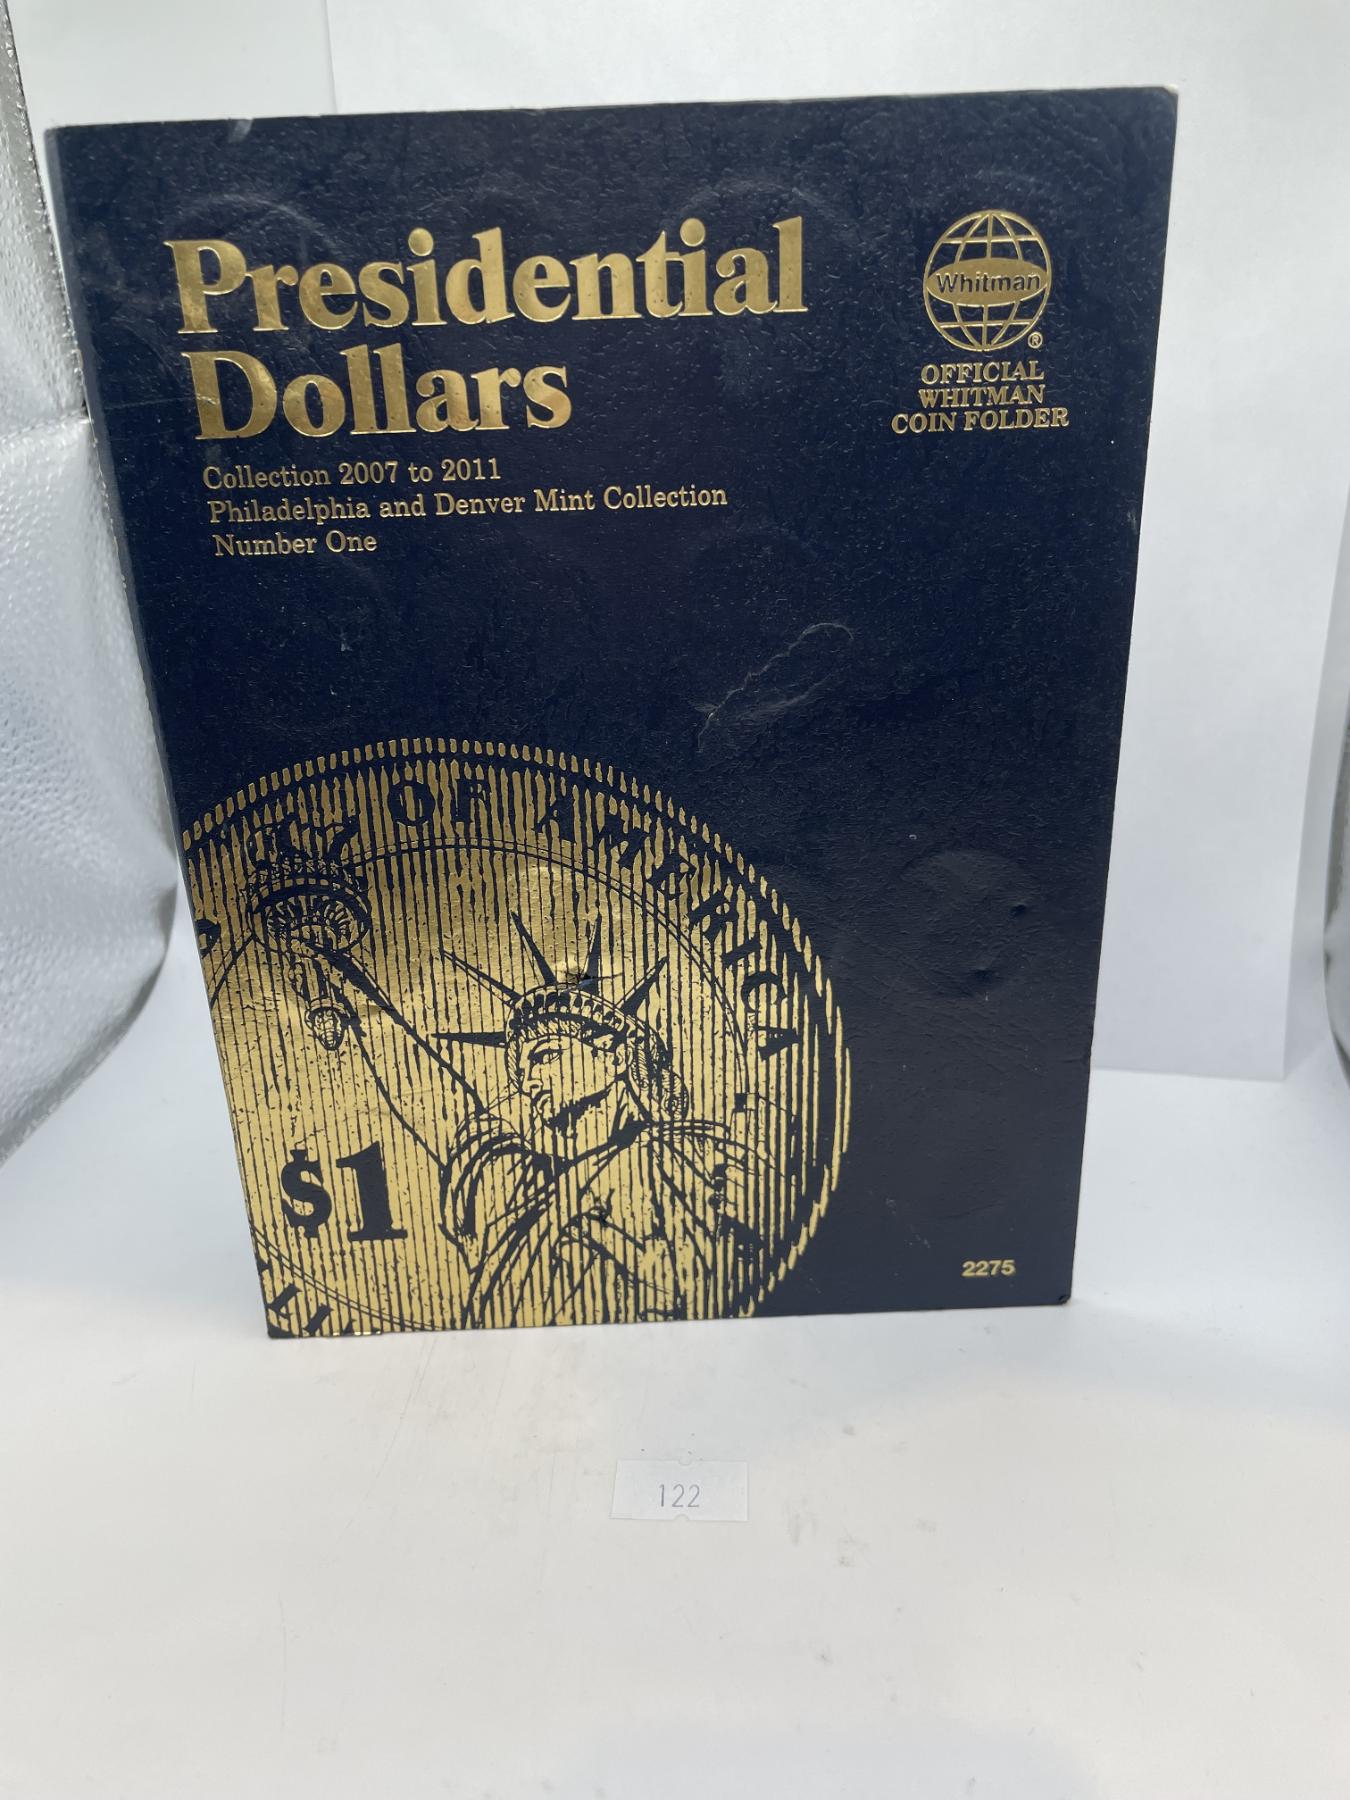 Presidential
Dollars
Collection 2007 to 2011
Philadelphia and Denver Mint Collection
Number One
Whitman
®
OFFICIAL
WHITMAN
COIN FOLDER
OF AMERICA
$1
2275
122